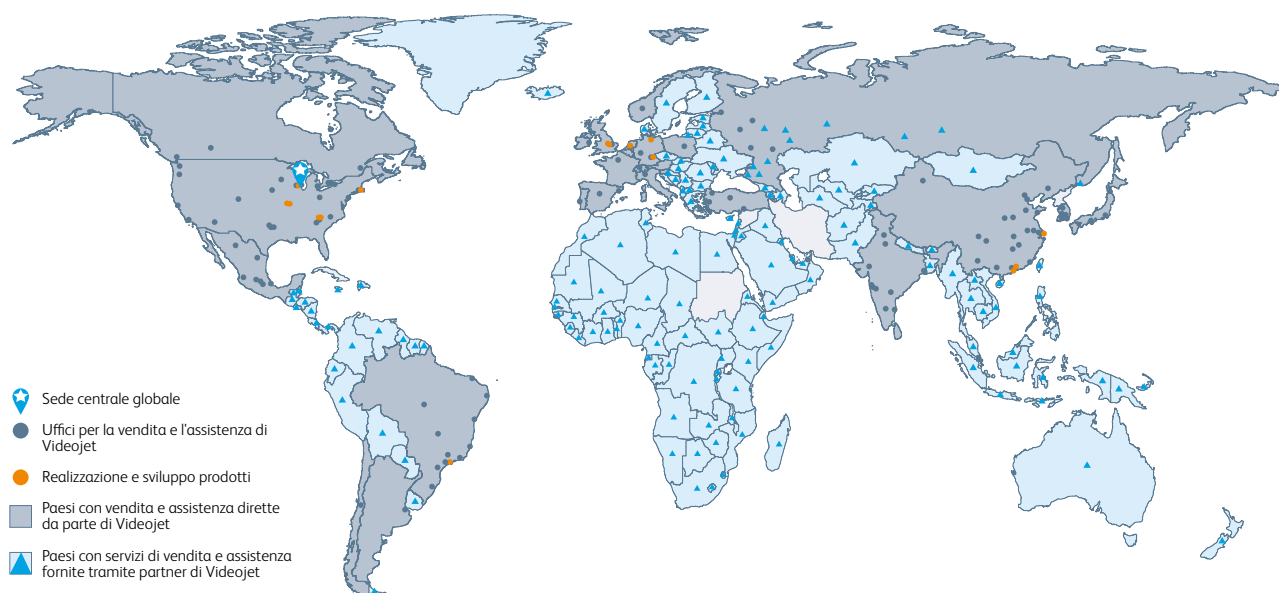 Sede centrale globale
Uffici per la vendita e l'assistenza di
Videojet
Realizzazione e sviluppo prodotti
Paesi con vendita e assistenza dirette
da parte di Videojet
Paesi con servizi di vendita e assistenza
fornite tramite partner di Videojet